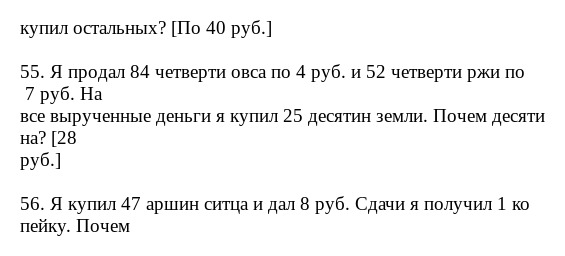 купил остальных? [По 40 руб.]
55. Я продал 84 четверти овса по 4 руб. и 52 четверти ржи по
7 руб. На
все вырученные деньги я купил 25 десятин земли. Почем десяти
на? [28
руб.]
56. Я купил 47 аршин ситца и дал 8 руб. Сдачи я получил 1 ко
пейку. Почем